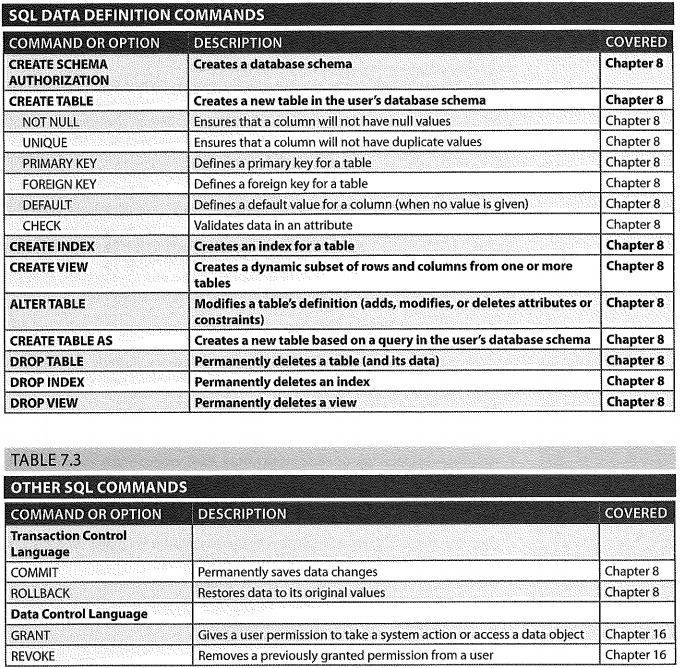 SQL DATA DEFINITION COMMANDS
COMMAND OR OPTION DESCRIPTION COVERED
CREATE SCHEMA Creates a database schema Chapter 8
AUTHORIZATION
CREATE TABLE Creates a new table in the user's database schema Chapter 8
NOT NULL Ensures that a column will not have null values Chapter 8
UNIQUE Ensures that a column will not have duplicate values Chapter 8
PRIMARY KEY Defines a primary key for a table Chapter 8
FOREIGN KEY Defines a foreign key for a table Chapter 8
DEFAULT Defines a default value for a column (when no value is given) Chapter 8
CHECK Validates data in an attribute Chapter 8
CREATE INDEX Creates an index for a table Chapter 8
CREATE VIEW Creates a dynamic subset of rows and columns from one or more Chapter 8
tables
ALTER TABLE Modifies a table's definition (adds, modifies, or deletes attributes or Chapter 8
constraints)
CREATE TABLE AS Creates a new table based on a query in the user's database schema Chapter 8
DROP TABLE Permanently deletes a table (and its data) Chapter 8
DROP INDEX Permanently deletes an index Chapter 8
DROP VIEW Permanently deletes a view Chapter 8
TABLE 7.3
OTHER SQL COMMANDS
COMMAND OR OPTION DESCRIPTION COVERED
Transaction Control
Language
COMMIT Permanently saves data changes Chapter 8
ROLLBACK Restores data to its original values Chapter 8
Data Control Language
GRANT Gives a user permission to take a system action or access a data object Chapter 16
REVOKE Removes a previously granted permission from a user Chapter 16